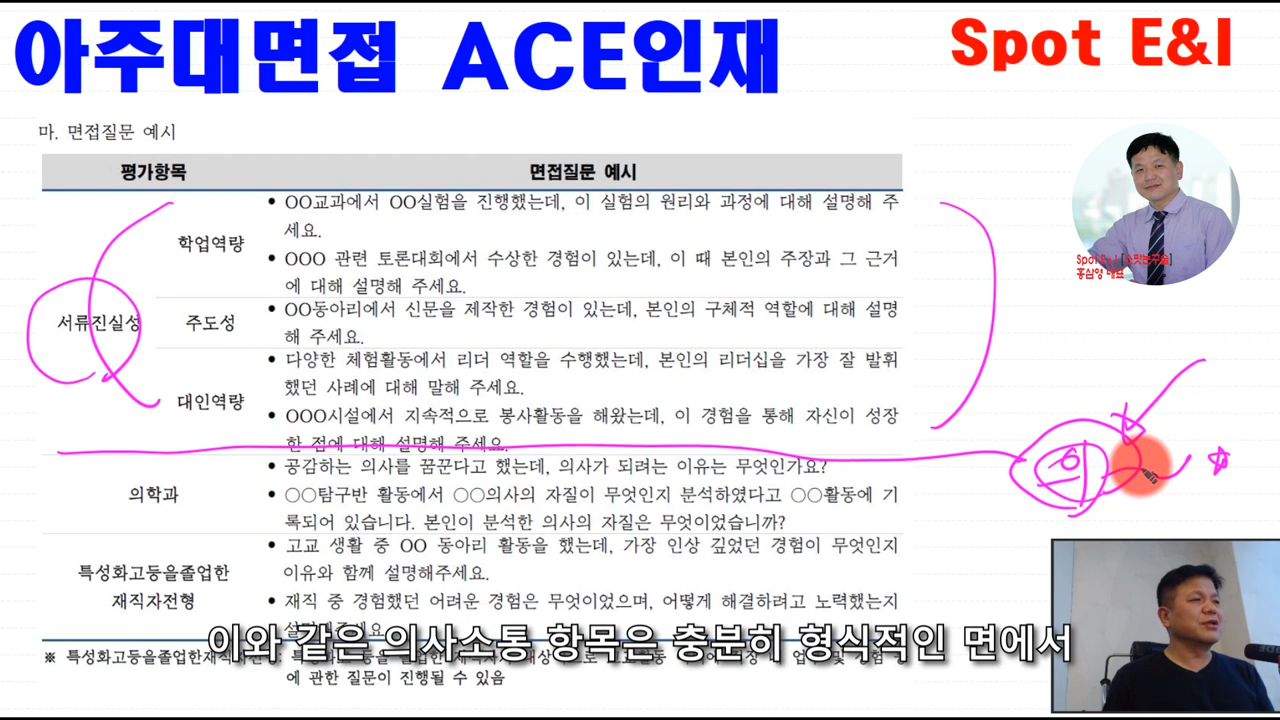 아주대면접 ACE인재
Spot E&I
마. 면접질문 예시
평가항목 면접질문 예시
서류진실성
학업역량
• OO교과에서 OO실험을 진행했는데, 이 실험의 원리와 과정에 대해 설명해 주
세요.
• OOO 관련 토론대회에서 수상한 경험이 있는데, 이 때 본인의 주장과 그 근거
에 대해 설명해 주세요.
주도성
• OO동아리에서 신문을 제작한 경험이 있는데, 본인의 구체적 역할에 대해 설명
해 주세요.
대인역량
• 다양한 체험활동에서 리더 역할을 수행했는데, 본인의 리더십을 가장 잘 발휘
했던 사례에 대해 말해 주세요.
• OOO시설에서 지속적으로 봉사활동을 해왔는데, 이 경험을 통해 자신이 성장
한 점에 대해 설명해 주세요.
의학과
• 공감하는 의사를 꿈꾼다고 했는데, 의사가 되려는 이유는 무엇인가요?
• ○○탐구반 활동에서 ○○의사의 자질이 무엇인지 분석하였다고 ○○활동에 기
록되어 있습니다. 본인이 분석한 의사의 자질은 무엇이었습니까?
특성화고등을졸업한
재직자전형
• 고교 생활 중 OO 동아리 활동을 했는데, 가장 인상 깊었던 경험이 무엇인지
이유와 함께 설명해주세요.
• 재직 중 경험했던 어려운 경험은 무엇이었으며, 어떻게 해결하려고 노력했는지
※ 특성화고등을졸업한재직자
에 관한 질문이 진행될 수 있음
Spot E&I
홍삼영 대표
이와 같은 의사소통 항목은 충분히 형식적인 면에서